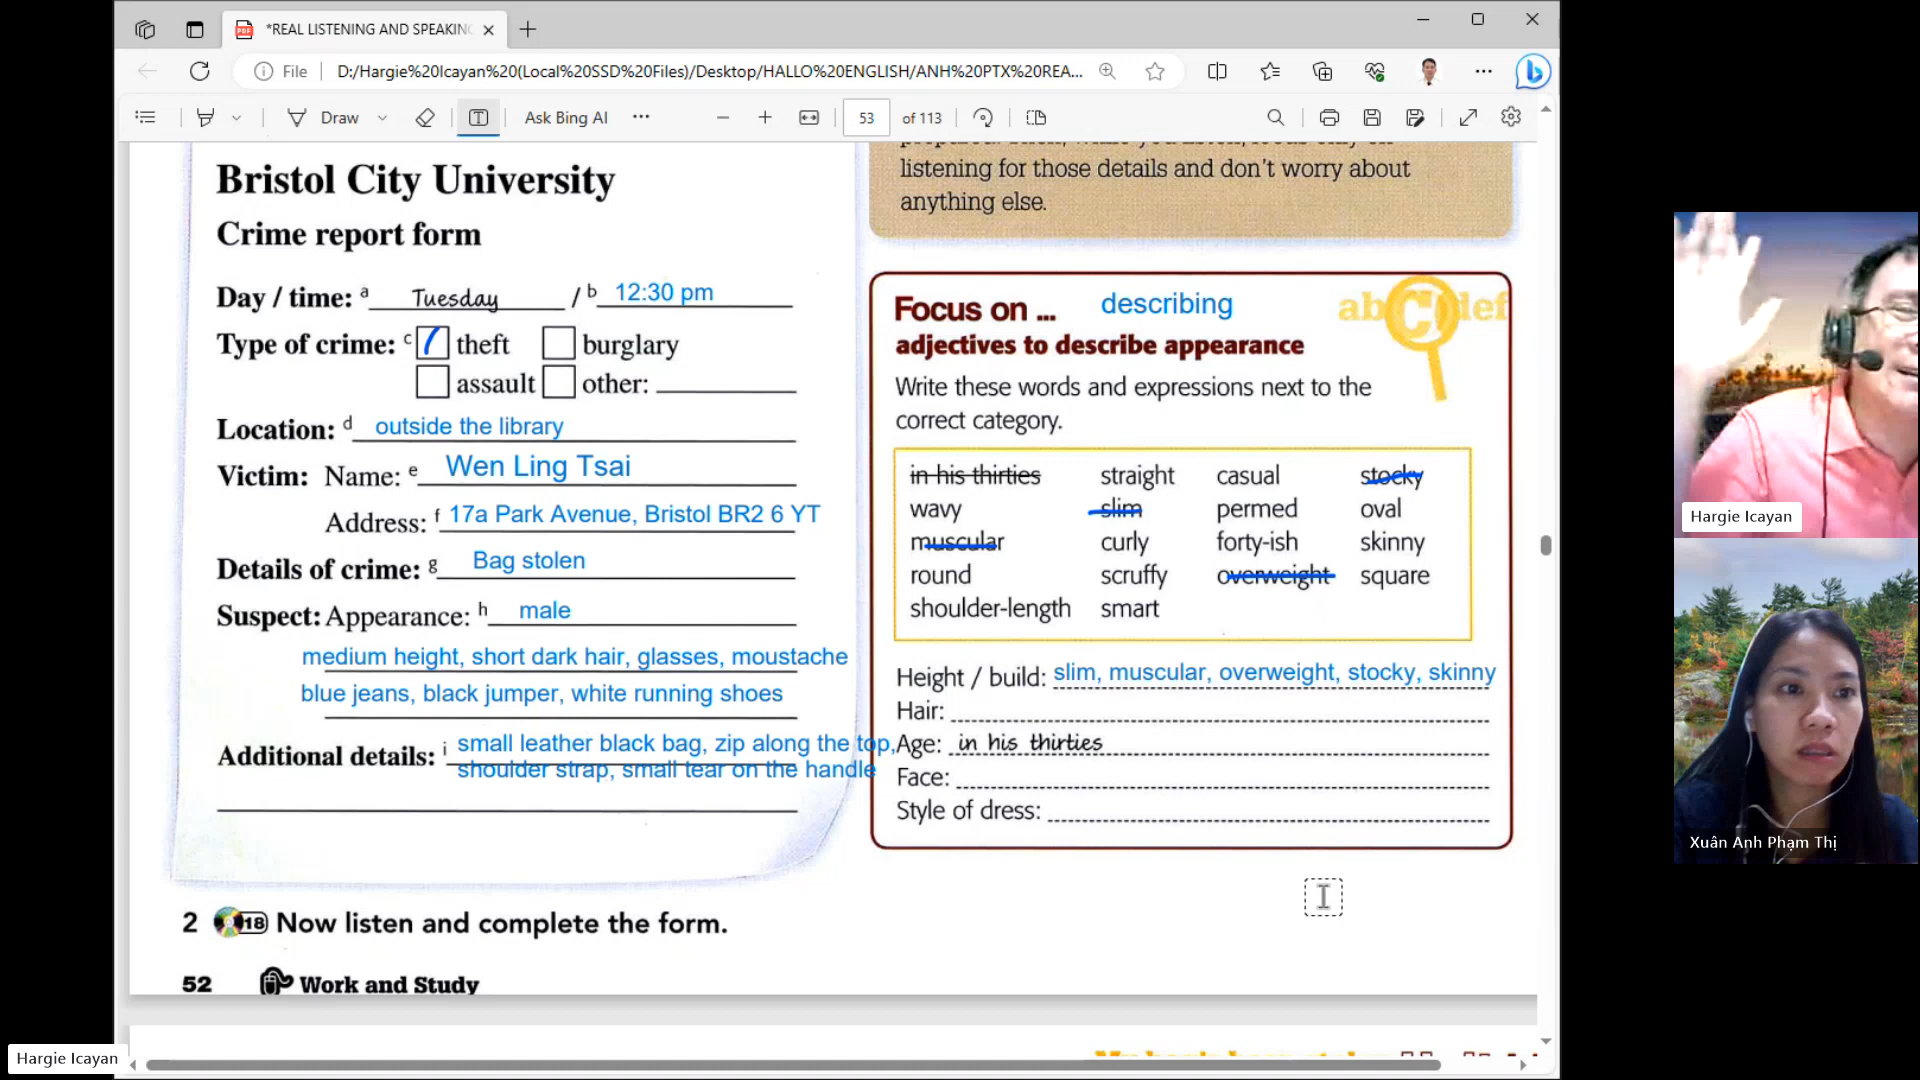 *REAL LISTENING AND SPEAKING
File D:/Hargie%20Icayan%20(Local%20SSD%20Files)/Desktop/HALLO%20ENGLISH/ANH%20PTX%20REA...
Draw Ask Bing AI 53 of 113
Bristol City University
Crime report form
Day / time: a Tuesday / b 12:30 pm
Type of crime: c theft burglary
assault other:
Location: d outside the library
Victim: Name: e Wen Ling Tsai
Address: f 17a Park Avenue, Bristol BR2 6 YT
Details of crime: g Bag stolen
Suspect: Appearance: h male
medium height, short dark hair, glasses, moustache
blue jeans, black jumper, white running shoes
Additional details: i small leather black bag, zip along the top,
shoulder strap, small tear on the handle
2 18 Now listen and complete the form.
52 Work and Study
listening for those details and don't worry about
anything else.
Focus on ... describing
abCdef
adjectives to describe appearance
Write these words and expressions next to the
correct category.
in his thirties straight casual stocky
wavy slim permed oval
muscular curly forty-ish skinny
round scruffy overweight square
shoulder-length smart
Height / build: slim, muscular, overweight, stocky, skinny
Hair:
Age: in his thirties
Face:
Style of dress:
Hargie Icayan
Xuân Anh Phạm Thị
Hargie Icayan